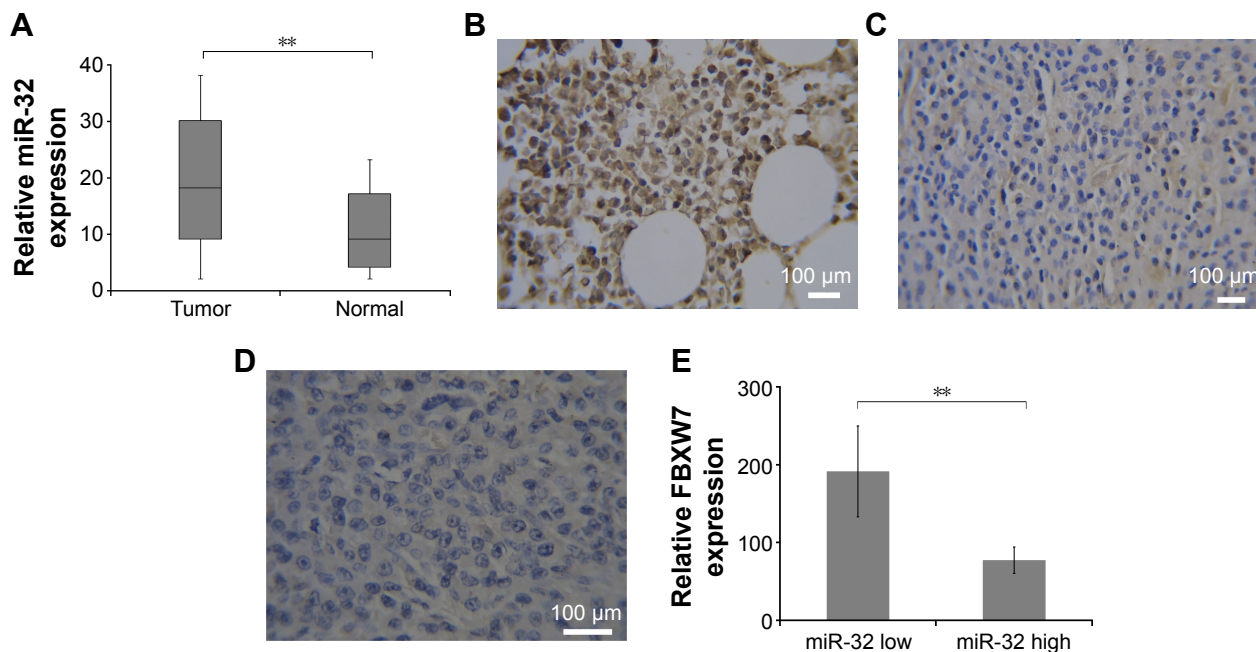 A
Relative miR-32
expression
40
30
20
10
0
**
Tumor
Normal
B
100 µm
C
100 µm
D
100 µm
E
Relative FBXW7
expression
300
200
100
0
**
miR-32 low
miR-32 high